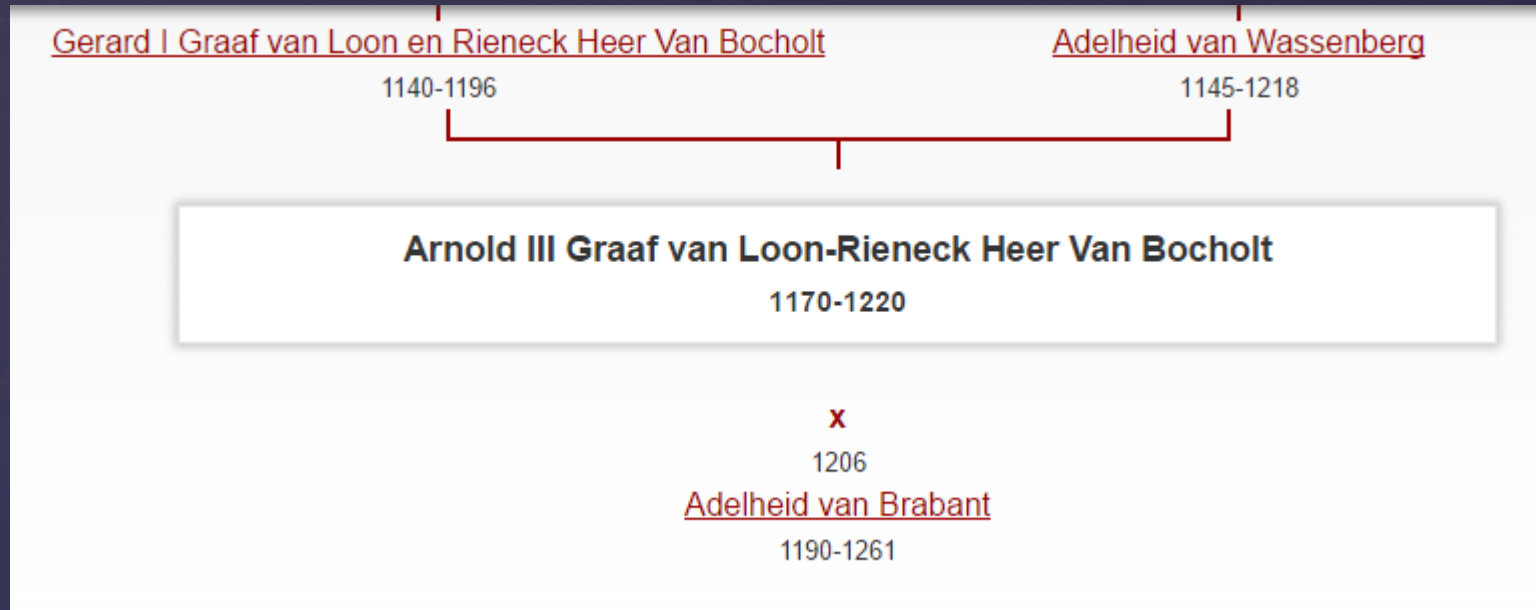 Gerard I Graaf van Loon en Rieneck Heer Van Bocholt
1140-1196
Adelheid van Wassenberg
1145-1218
Arnold III Graaf van Loon-Rieneck Heer Van Bocholt
1170-1220
x
1206
Adelheid van Brabant
1190-1261